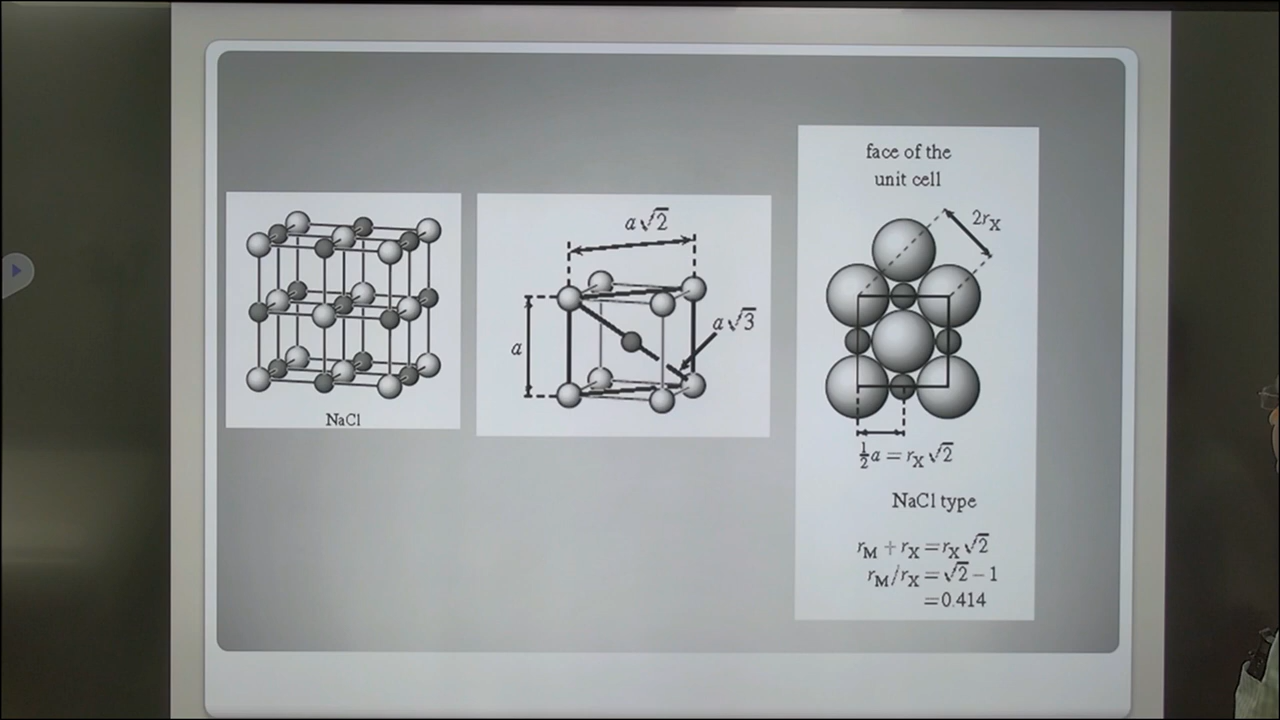 NaCl
a√2
a
a√3
face of the
unit cell
2rX
½a = rX√2
NaCl type
rM + rX = rX√2
rM/rX = √2 − 1
= 0.414